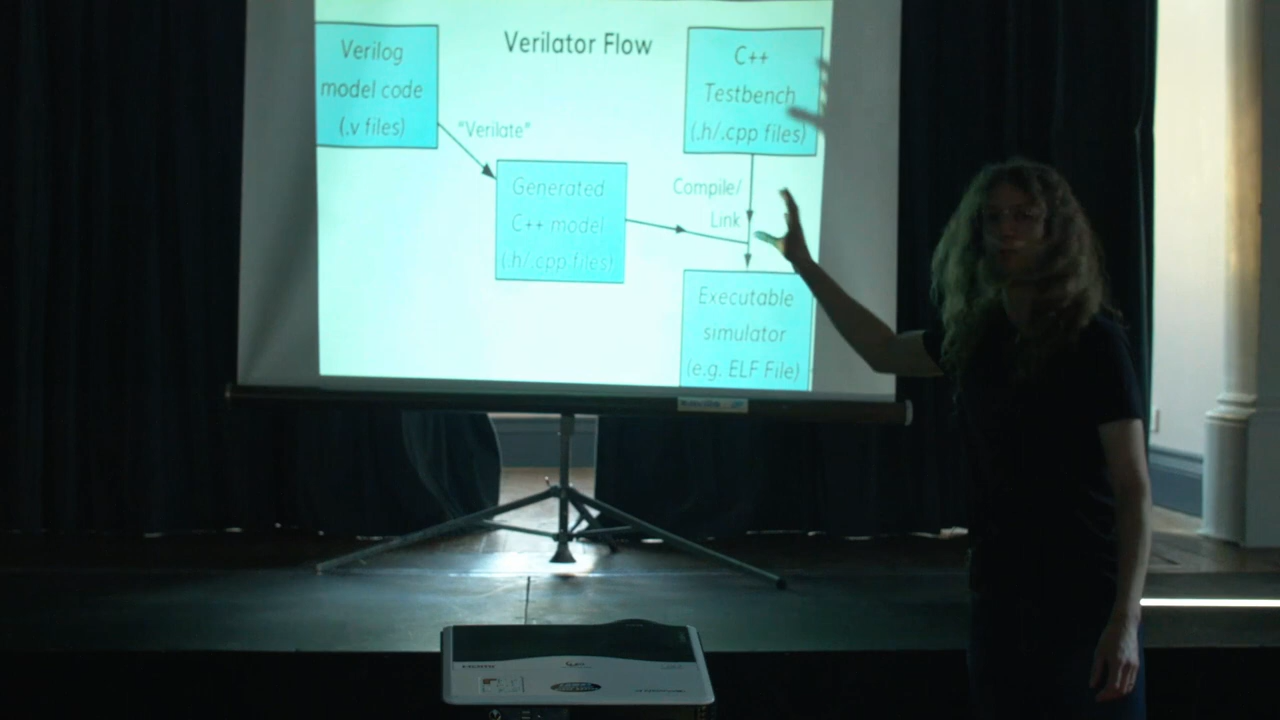 Verilator Flow
Verilog
model code
(.v files)
"Verilate"
Generated
C++ model
(.h/.cpp files)
C++
Testbench
(.h/.cpp files)
Compile/
Link
Executable
simulator
(e.g. ELF File)